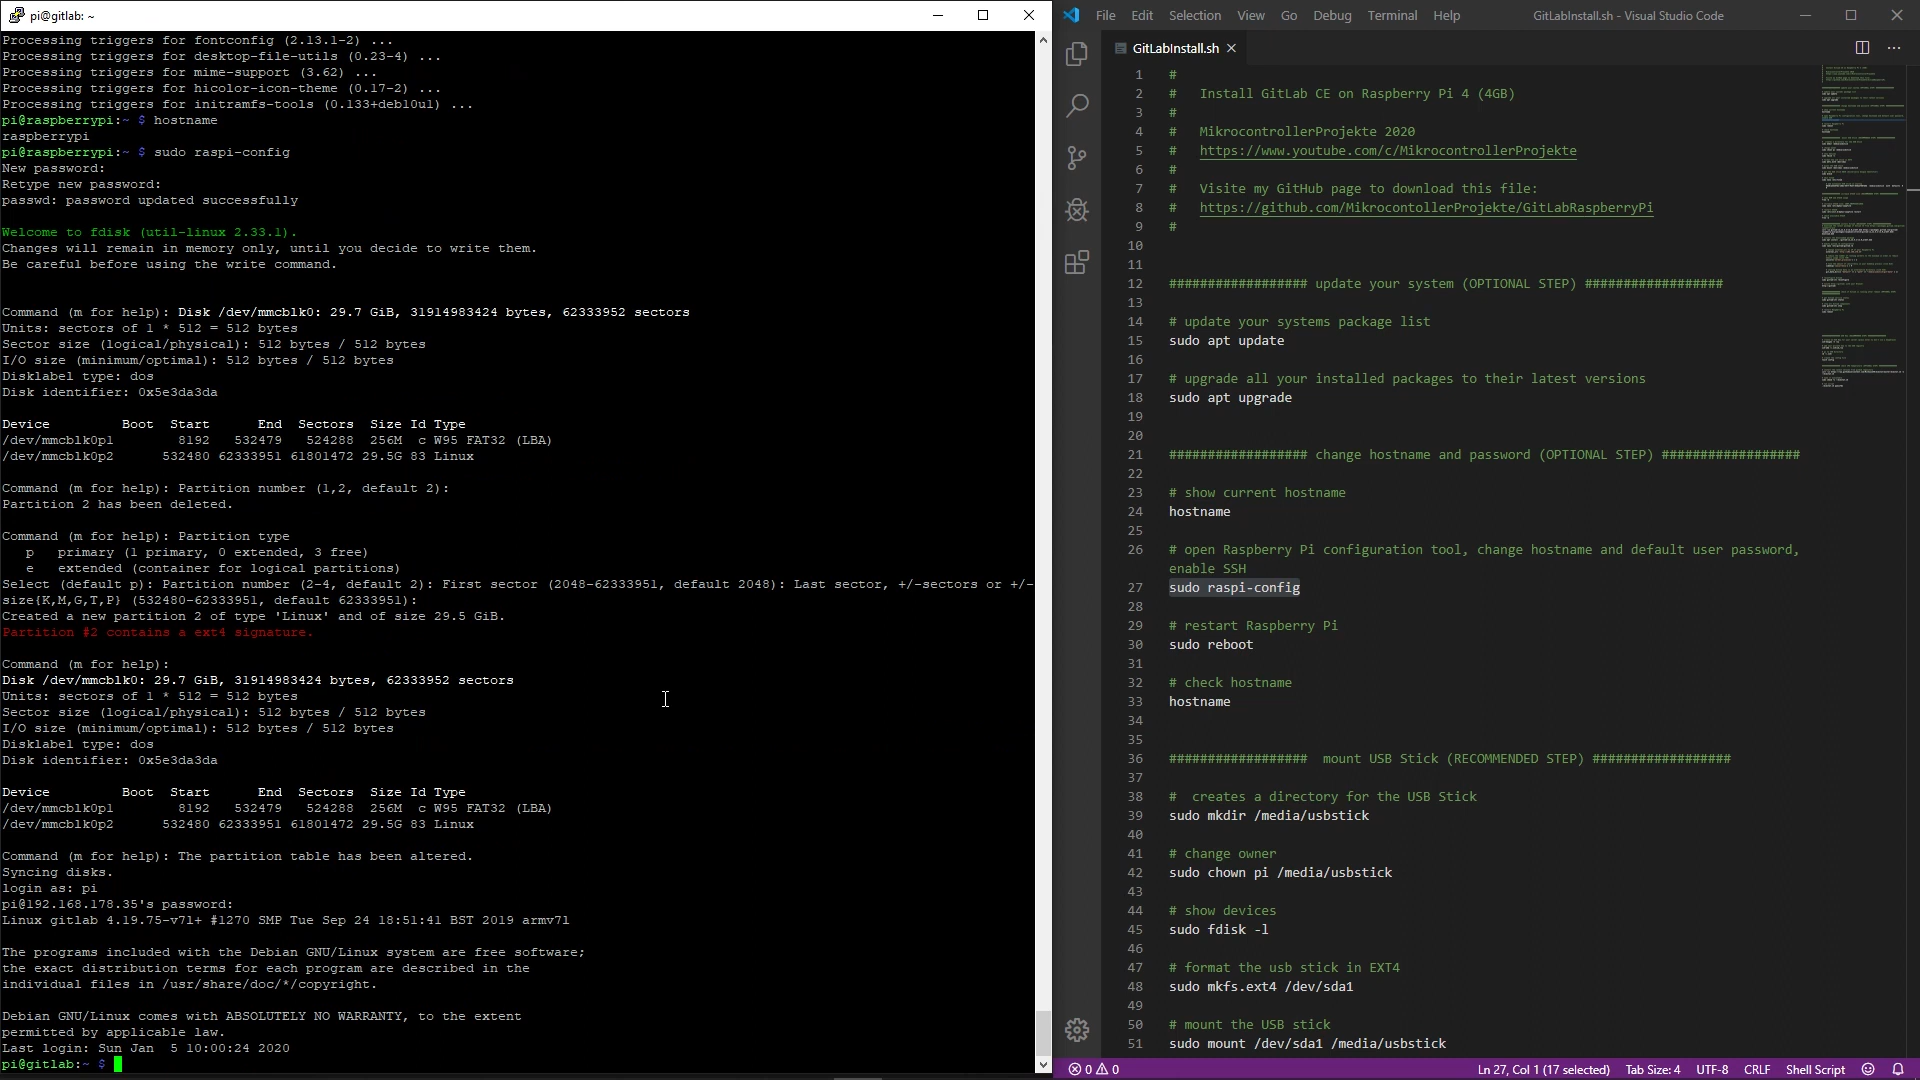 pi@gitlab: ~
Processing triggers for fontconfig (2.13.1-2) ...
Processing triggers for desktop-file-utils (0.23-4) ...
Processing triggers for mime-support (3.62) ...
Processing triggers for hicolor-icon-theme (0.17-2) ...
Processing triggers for initramfs-tools (0.133+deb10u1) ...
pi@raspberrypi:~ $ hostname
raspberrypi
pi@raspberrypi:~ $ sudo raspi-config
New password:
Retype new password:
passwd: password updated successfully
Welcome to fdisk (util-linux 2.33.1).
Changes will remain in memory only, until you decide to write them.
Be careful before using the write command.
Command (m for help): Disk /dev/mmcblk0: 29.7 GiB, 31914983424 bytes, 62333952 sectors
Units: sectors of 1 * 512 = 512 bytes
Sector size (logical/physical): 512 bytes / 512 bytes
I/O size (minimum/optimal): 512 bytes / 512 bytes
Disklabel type: dos
Disk identifier: 0x5e3da3da
Device Boot Start End Sectors Size Id Type
/dev/mmcblk0p1 8192 532479 524288 256M c W95 FAT32 (LBA)
/dev/mmcblk0p2 532480 62333951 61801472 29.5G 83 Linux
Command (m for help): Partition number (1,2, default 2):
Partition 2 has been deleted.
Command (m for help): Partition type
p primary (1 primary, 0 extended, 3 free)
e extended (container for logical partitions)
Select (default p): Partition number (2-4, default 2): First sector (2048-62333951, default 2048): Last sector, +/-sectors or +/-
size{K,M,G,T,P} (532480-62333951, default 62333951):
Created a new partition 2 of type 'Linux' and of size 29.5 GiB.
Partition #2 contains a ext4 signature.
Command (m for help):
Disk /dev/mmcblk0: 29.7 GiB, 31914983424 bytes, 62333952 sectors
Units: sectors of 1 * 512 = 512 bytes
Sector size (logical/physical): 512 bytes / 512 bytes
I/O size (minimum/optimal): 512 bytes / 512 bytes
Disklabel type: dos
Disk identifier: 0x5e3da3da
Device Boot Start End Sectors Size Id Type
/dev/mmcblk0p1 8192 532479 524288 256M c W95 FAT32 (LBA)
/dev/mmcblk0p2 532480 62333951 61801472 29.5G 83 Linux
Command (m for help): The partition table has been altered.
Syncing disks.
login as: pi
pi@192.168.178.35's password:
Linux gitlab 4.19.75-v7l+ #1270 SMP Tue Sep 24 18:51:41 BST 2019 armv7l
The programs included with the Debian GNU/Linux system are free software;
the exact distribution terms for each program are described in the
individual files in /usr/share/doc/*/copyright.
Debian GNU/Linux comes with ABSOLUTELY NO WARRANTY, to the extent
permitted by applicable law.
Last login: Sun Jan 5 10:00:24 2020
pi@gitlab:~ $
File Edit Selection View Go Debug Terminal Help GitLabInstall.sh - Visual Studio Code
GitLabInstall.sh
1 #
2 # Install GitLab CE on Raspberry Pi 4 (4GB)
3 #
4 # MikrocontrollerProjekte 2020
5 # https://www.youtube.com/c/MikrocontrollerProjekte
6 #
7 # Visite my GitHub page to download this file:
8 # https://github.com/MikrocontollerProjekte/GitLabRaspberryPi
9 #
10
11
12 ################## update your system (OPTIONAL STEP) ##################
13
14 # update your systems package list
15 sudo apt update
16
17 # upgrade all your installed packages to their latest versions
18 sudo apt upgrade
19
20
21 ################## change hostname and password (OPTIONAL STEP) ##################
22
23 # show current hostname
24 hostname
25
26 # open Raspberry Pi configuration tool, change hostname and default user password,
enable SSH
27 sudo raspi-config
28
29 # restart Raspberry Pi
30 sudo reboot
31
32 # check hostname
33 hostname
34
35
36 ################## mount USB Stick (RECOMMENDED STEP) ##################
37
38 # creates a directory for the USB Stick
39 sudo mkdir /media/usbstick
40
41 # change owner
42 sudo chown pi /media/usbstick
43
44 # show devices
45 sudo fdisk -l
46
47 # format the usb stick in EXT4
48 sudo mkfs.ext4 /dev/sda1
49
50 # mount the USB stick
51 sudo mount /dev/sda1 /media/usbstick
0 0 Ln 27, Col 1 (17 selected) Tab Size: 4 UTF-8 CRLF Shell Script